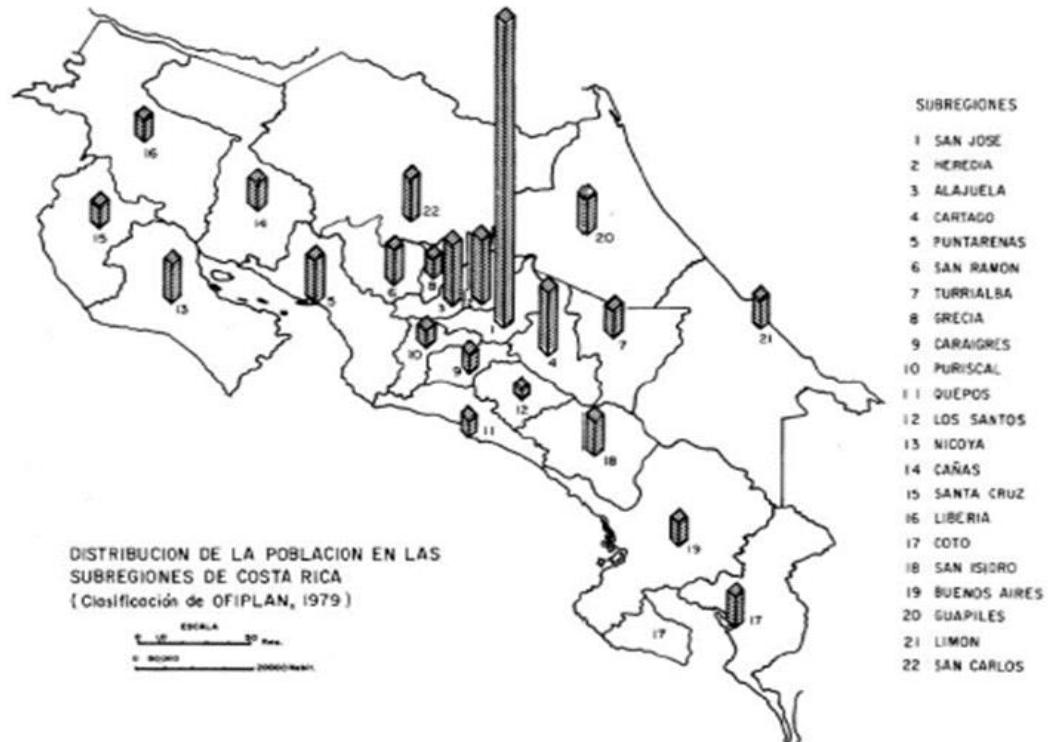 SUBREGIONES
1 SAN JOSE
2 HEREDIA
3 ALAJUELA
4 CARTAGO
5 PUNTARENAS
6 SAN RAMON
7 TURRIALBA
8 GRECIA
9 CARAIGRES
10 PURISCAL
11 QUEPOS
12 LOS SANTOS
13 NICOYA
14 CAÑAS
15 SANTA CRUZ
16 LIBERIA
17 COTO
18 SAN ISIDRO
19 BUENOS AIRES
20 GUAPILES
21 LIMON
22 SAN CARLOS
16
14
15
22
20
13
5
6
8
3
1
4
7
21
10
9
12
11
18
19
17
17
DISTRIBUCION DE LA POBLACION EN LAS
SUBREGIONES DE COSTA RICA
(Clasificación de OFIPLAN, 1979)
ESCALA
0 10 50 Km.